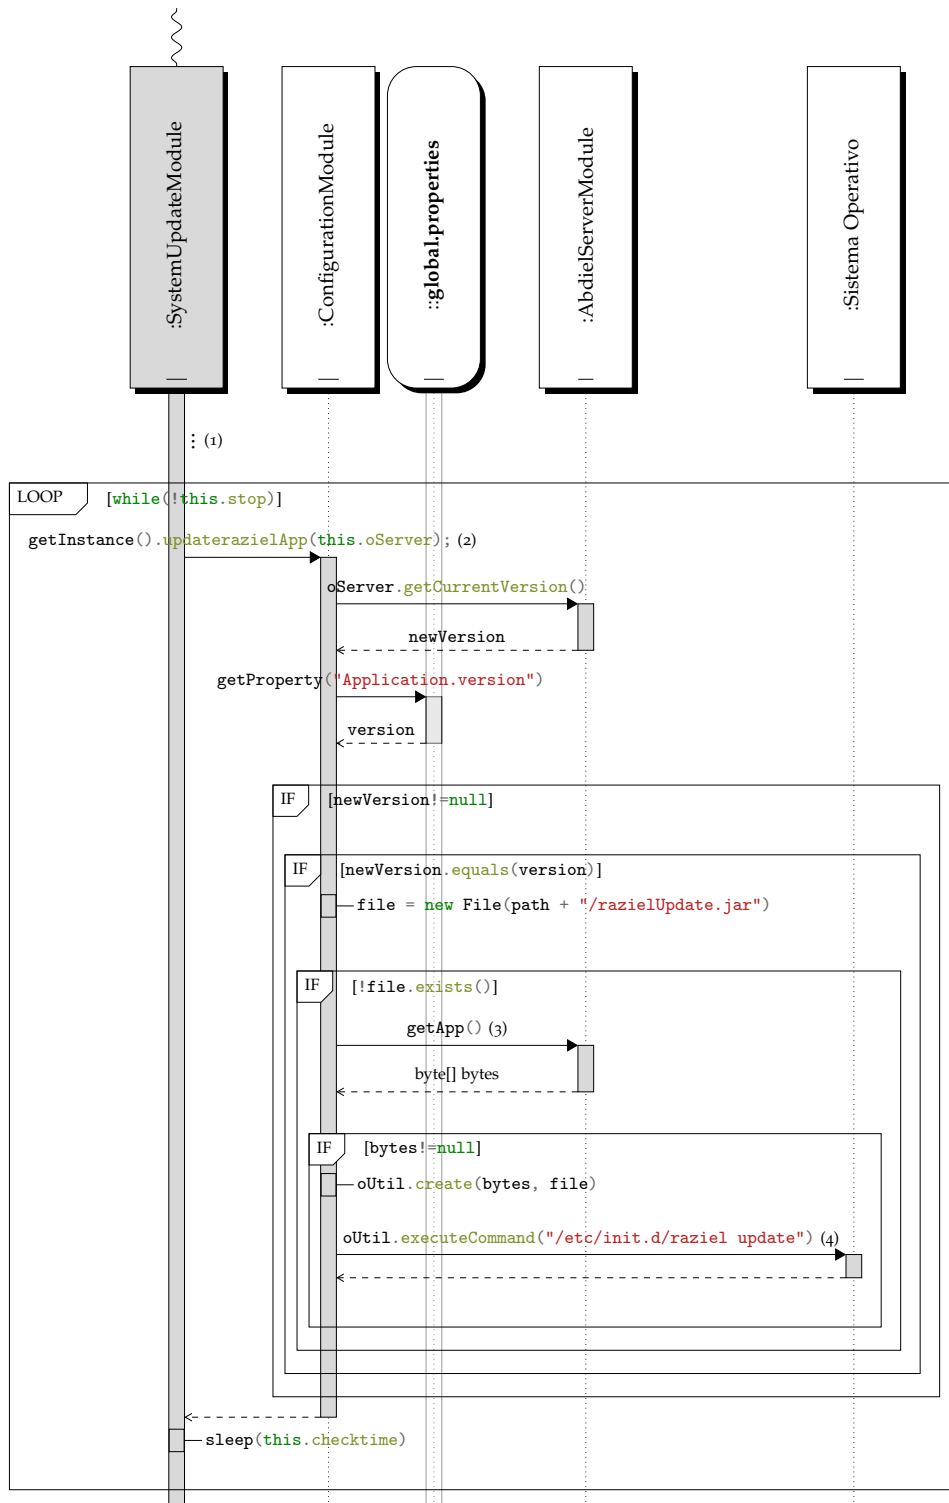 :SystemUpdateModule
:ConfigurationModule
::global.properties
:AbdielServerModule
:Sistema Operativo
⋮ (1)
LOOP [while(!this.stop)]
getInstance().updaterazielApp(this.oServer); (2)
oServer.getCurrentVersion()
newVersion
getProperty("Application.version")
version
IF [newVersion!=null]
IF [newVersion.equals(version)]
file = new File(path + "/razielUpdate.jar")
IF [!file.exists()]
getApp() (3)
byte[] bytes
IF [bytes!=null]
oUtil.create(bytes, file)
oUtil.executeCommand("/etc/init.d/raziel update") (4)
sleep(this.checktime)